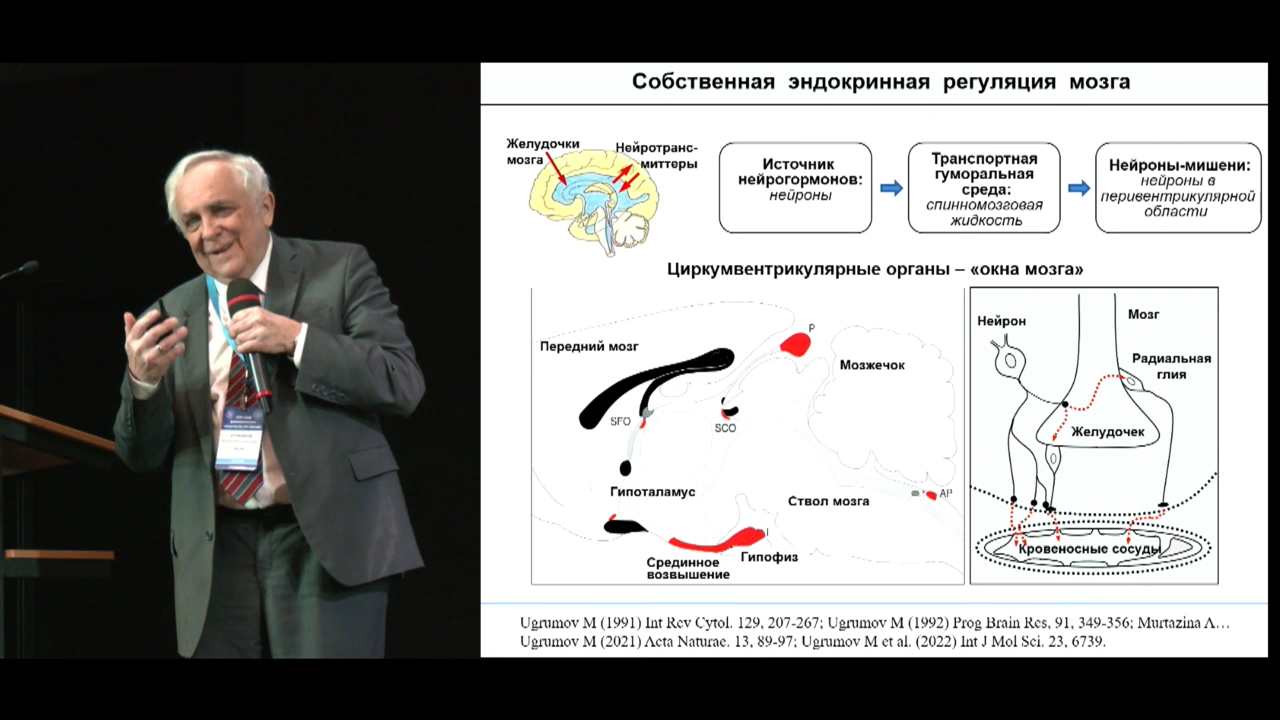 Собственная эндокринная регуляция мозга
Желудочки
мозга
Нейротранс-
миттеры
Источник
нейрогормонов:
нейроны
Транспортная
гуморальная
среда:
спинномозговая
жидкость
Нейроны-мишени:
нейроны в
перивентрикулярной
области
Циркумвентрикулярные органы – «окна мозга»
Передний мозг
P
Мозжечок
SFO
SCO
Гипоталамус
Ствол мозга
AP
I
Срединное
возвышение
Гипофиз
Нейрон
Мозг
Радиальная
глия
Желудочек
Кровеносные сосуды
Ugrumov M (1991) Int Rev Cytol. 129, 207-267; Ugrumov M (1992) Prog Brain Res, 91, 349-356; Murtazina A…
Ugrumov M (2021) Acta Naturae. 13, 89-97; Ugrumov M et al. (2022) Int J Mol Sci. 23, 6739.